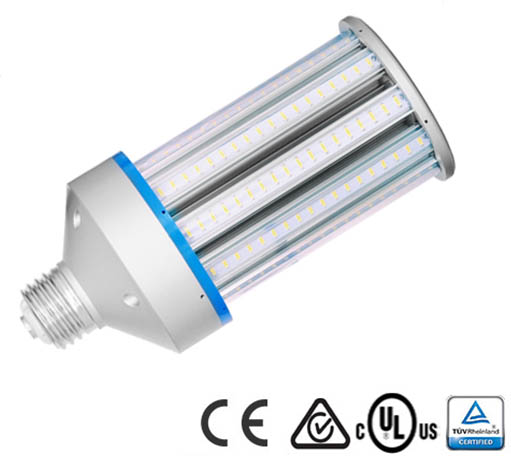 CE
C UL US
®
TÜVRheinland
CERTIFIED